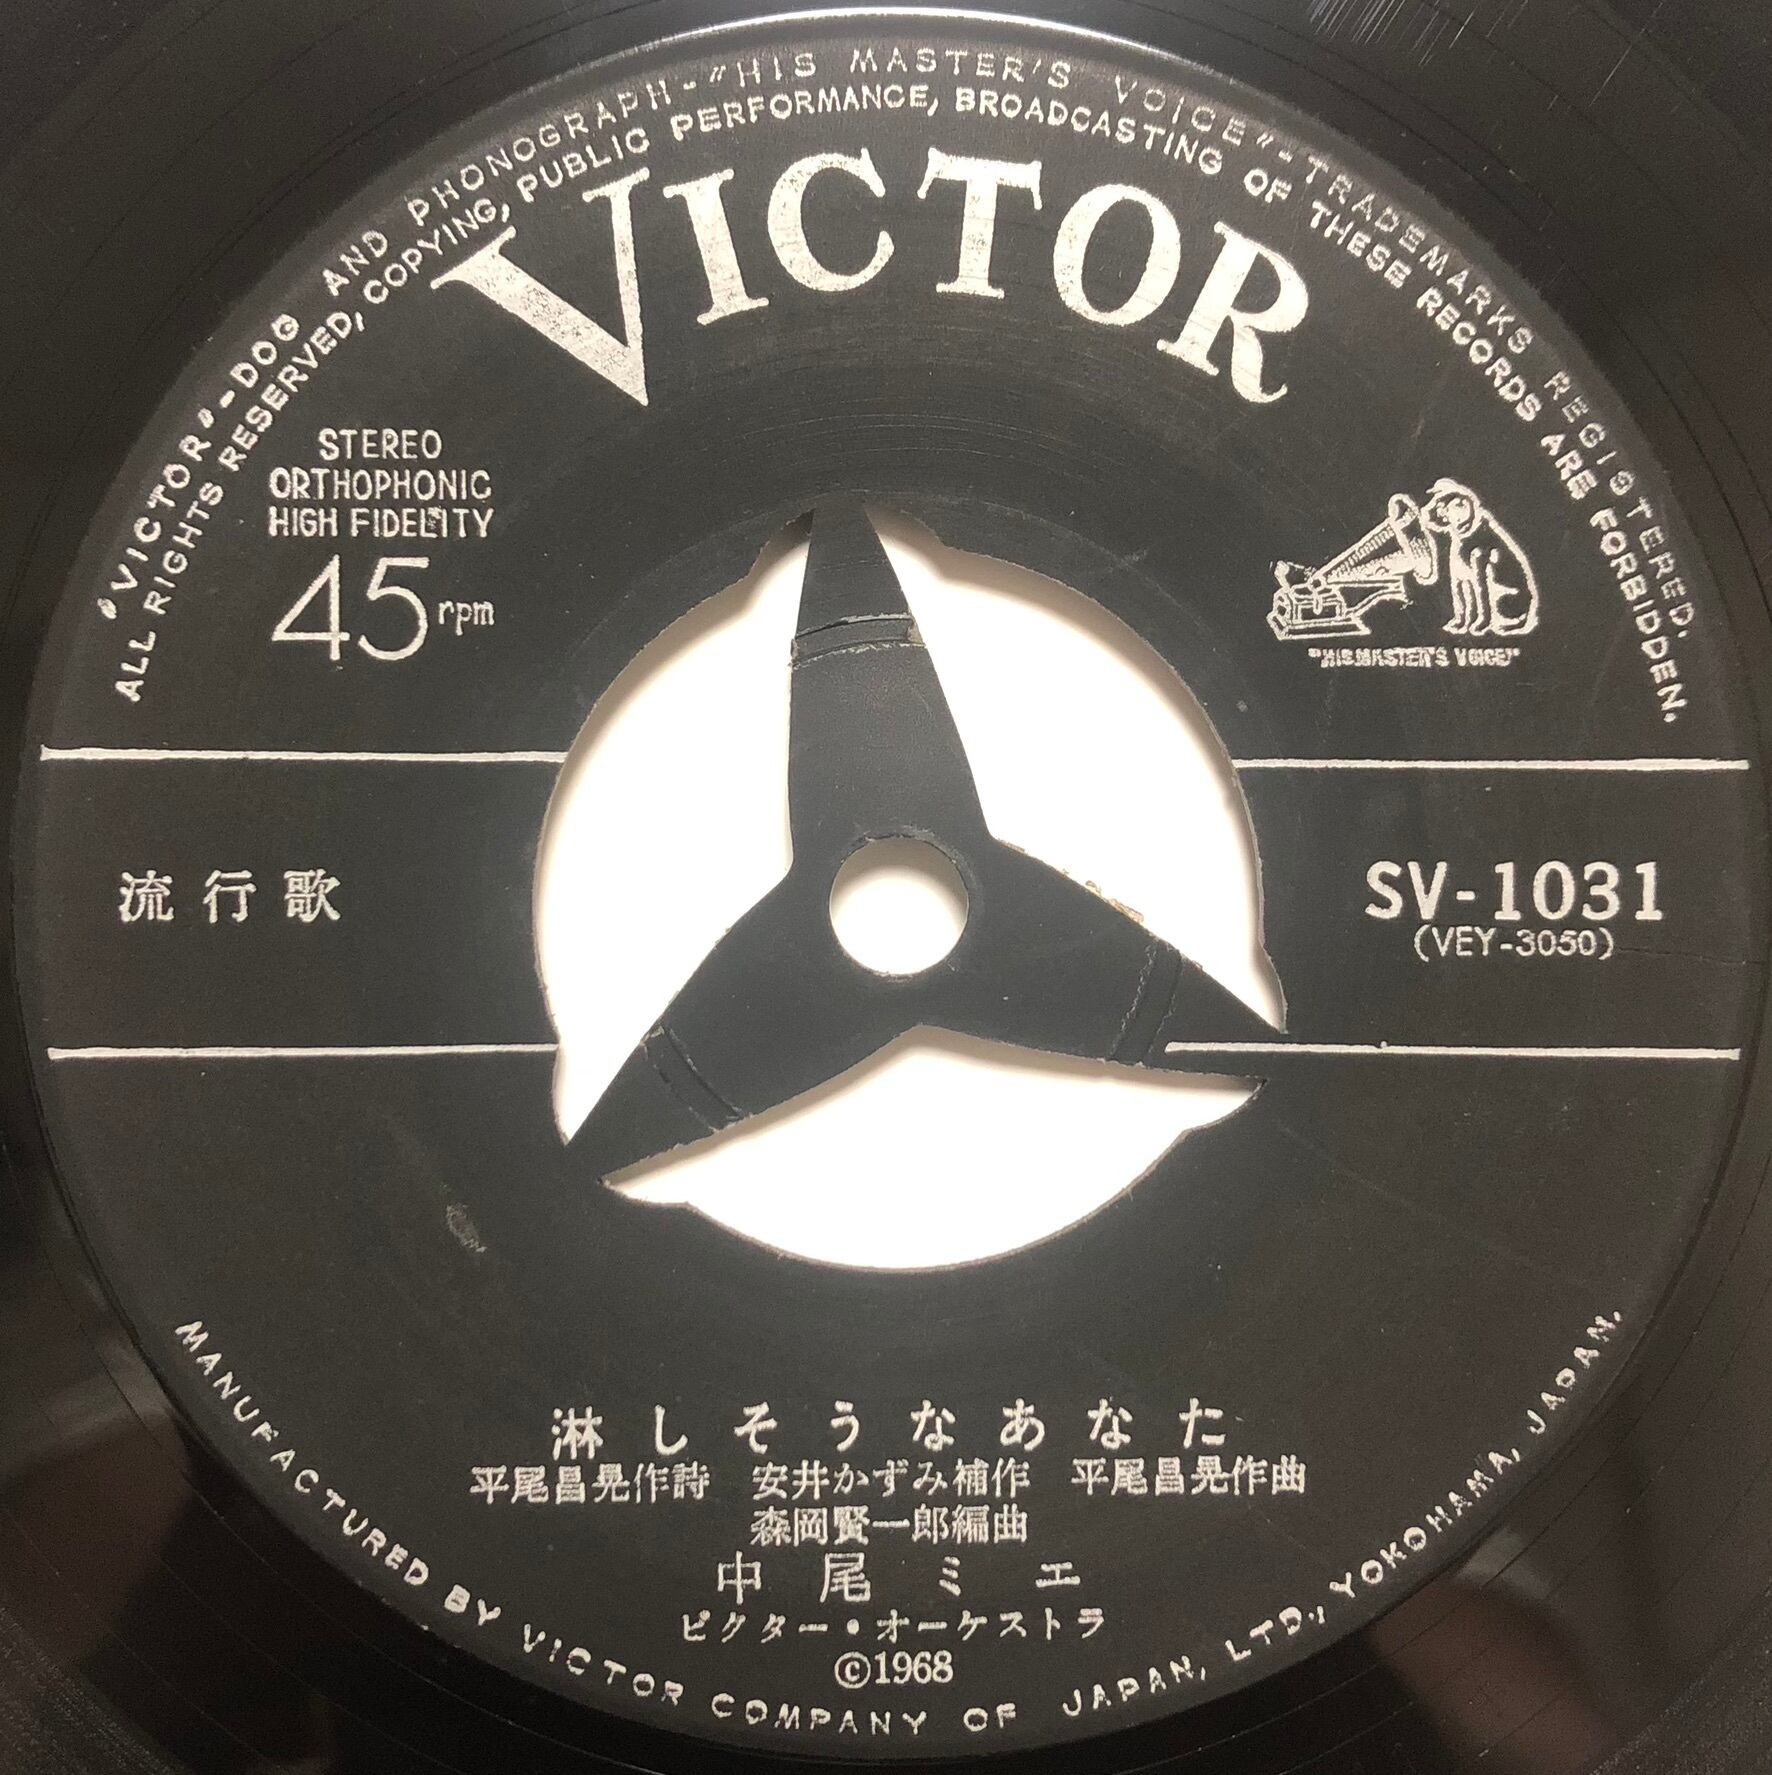 "VICTOR"-DOG AND PHONOGRAPH-"HIS MASTER'S VOICE"-TRADEMARKS REGISTERED.
ALL RIGHTS RESERVED, COPYING, PUBLIC PERFORMANCE, BROADCASTING OF THESE RECORDS ARE FORBIDDEN.
VICTOR
STEREO
ORTHOPHONIC
HIGH FIDELITY
45 rpm
"HIS MASTER'S VOICE"
流行歌
SV-1031
(VEY-3050)
淋しそうなあなた
平尾昌晃作詩 安井かずみ補作 平尾昌晃作曲
森岡賢一郎編曲
中尾ミエ
ビクター・オーケストラ
©1968
MANUFACTURED BY VICTOR COMPANY OF JAPAN, LTD., YOKOHAMA, JAPAN.